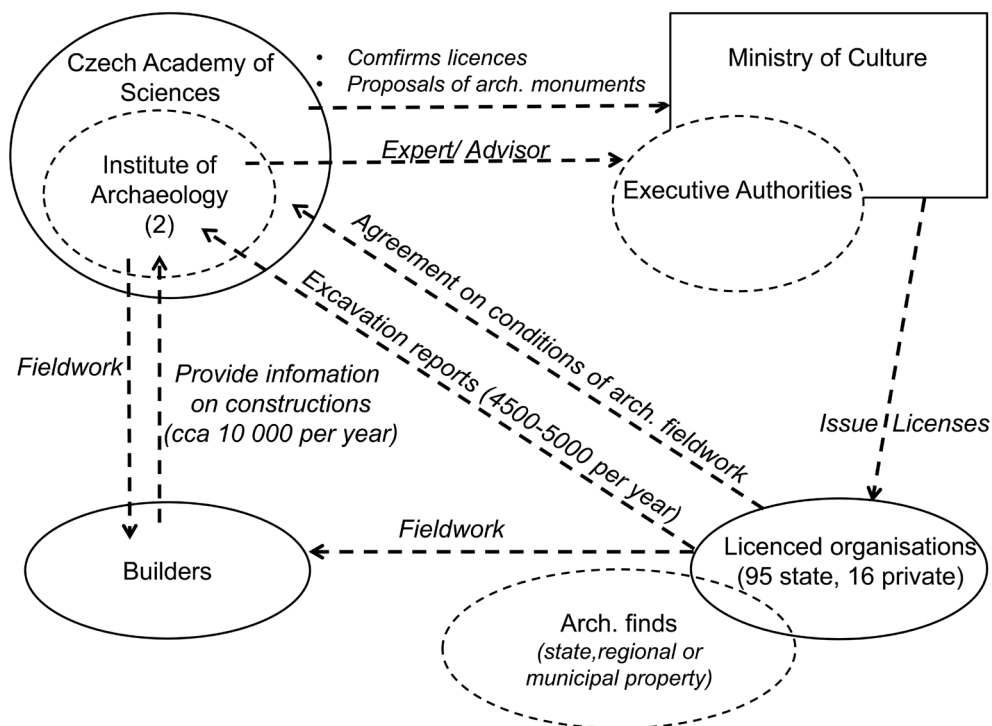 Czech Academy of
Sciences
Institute of
Archaeology
(2)
• Comfirms licences
• Proposals of arch. monuments
Ministry of Culture
Expert/ Advisor
Executive Authorities
Agreement on conditions of arch. fieldwork
Excavation reports (4500-5000 per year)
Fieldwork
Provide infomation
on constructions
(cca 10 000 per year)
Issue Licenses
Builders
Fieldwork
Licenced organisations
(95 state, 16 private)
Arch. finds
(state,regional or
municipal property)